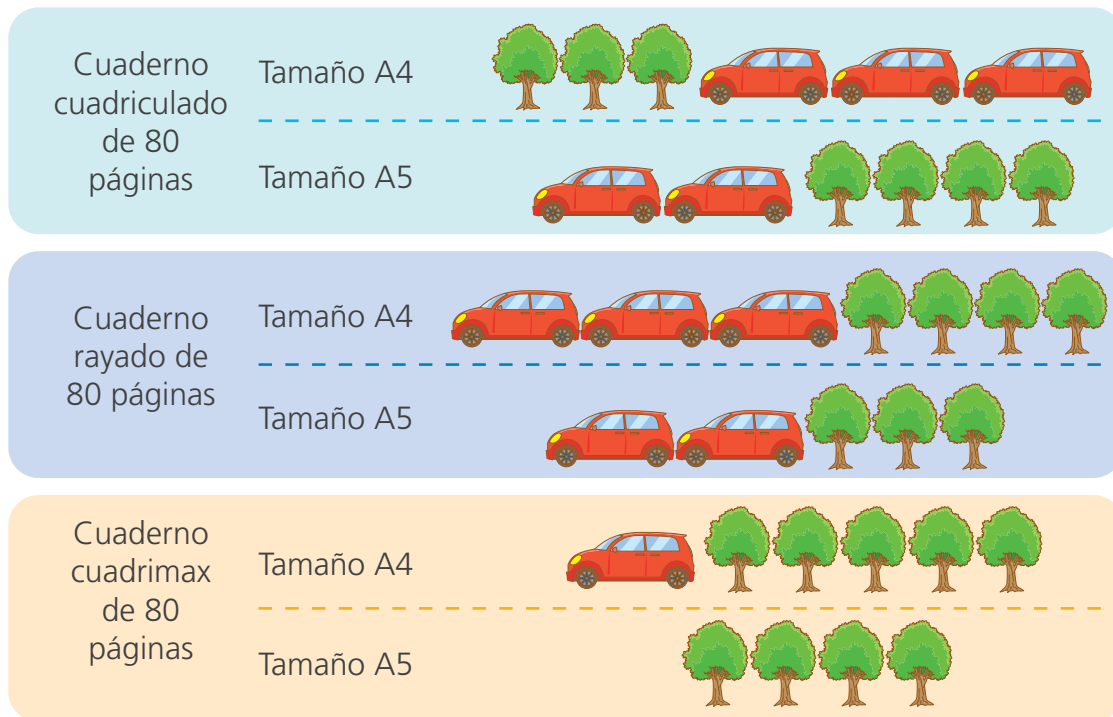 Cuaderno
cuadriculado
de 80
páginas
Tamaño A4
Tamaño A5
Cuaderno
rayado de
80 páginas
Tamaño A4
Tamaño A5
Cuaderno
cuadrimax
de 80
páginas
Tamaño A4
Tamaño A5